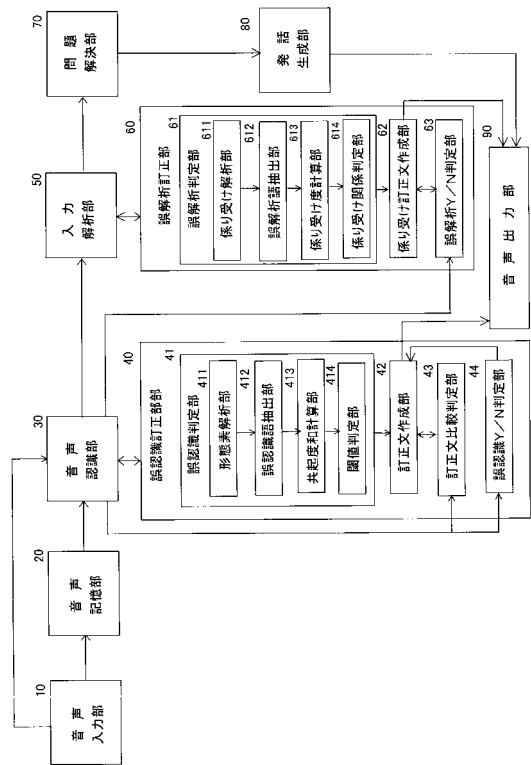 10
音声
入力部
20
音声
記憶部
30
音声
認識部
40
誤認識訂正部部
41
誤認識判定部
411
形態素解析部
412
誤認識語抽出部
413
共起度和計算部
414
閾値判定部
42
訂正文作成部
43
訂正文比較判定部
44
誤認識Y/N判定部
50
入力
解析部
60
誤解析訂正部
61
誤解析判定部
611
係り受け解析部
612
誤解析語抽出部
613
係り受け度計算部
614
係り受け関係判定部
62
係り受け訂正文作成部
63
誤解析Y/N判定部
70
問題
解決部
80
発話
生成部
90
音声出力部